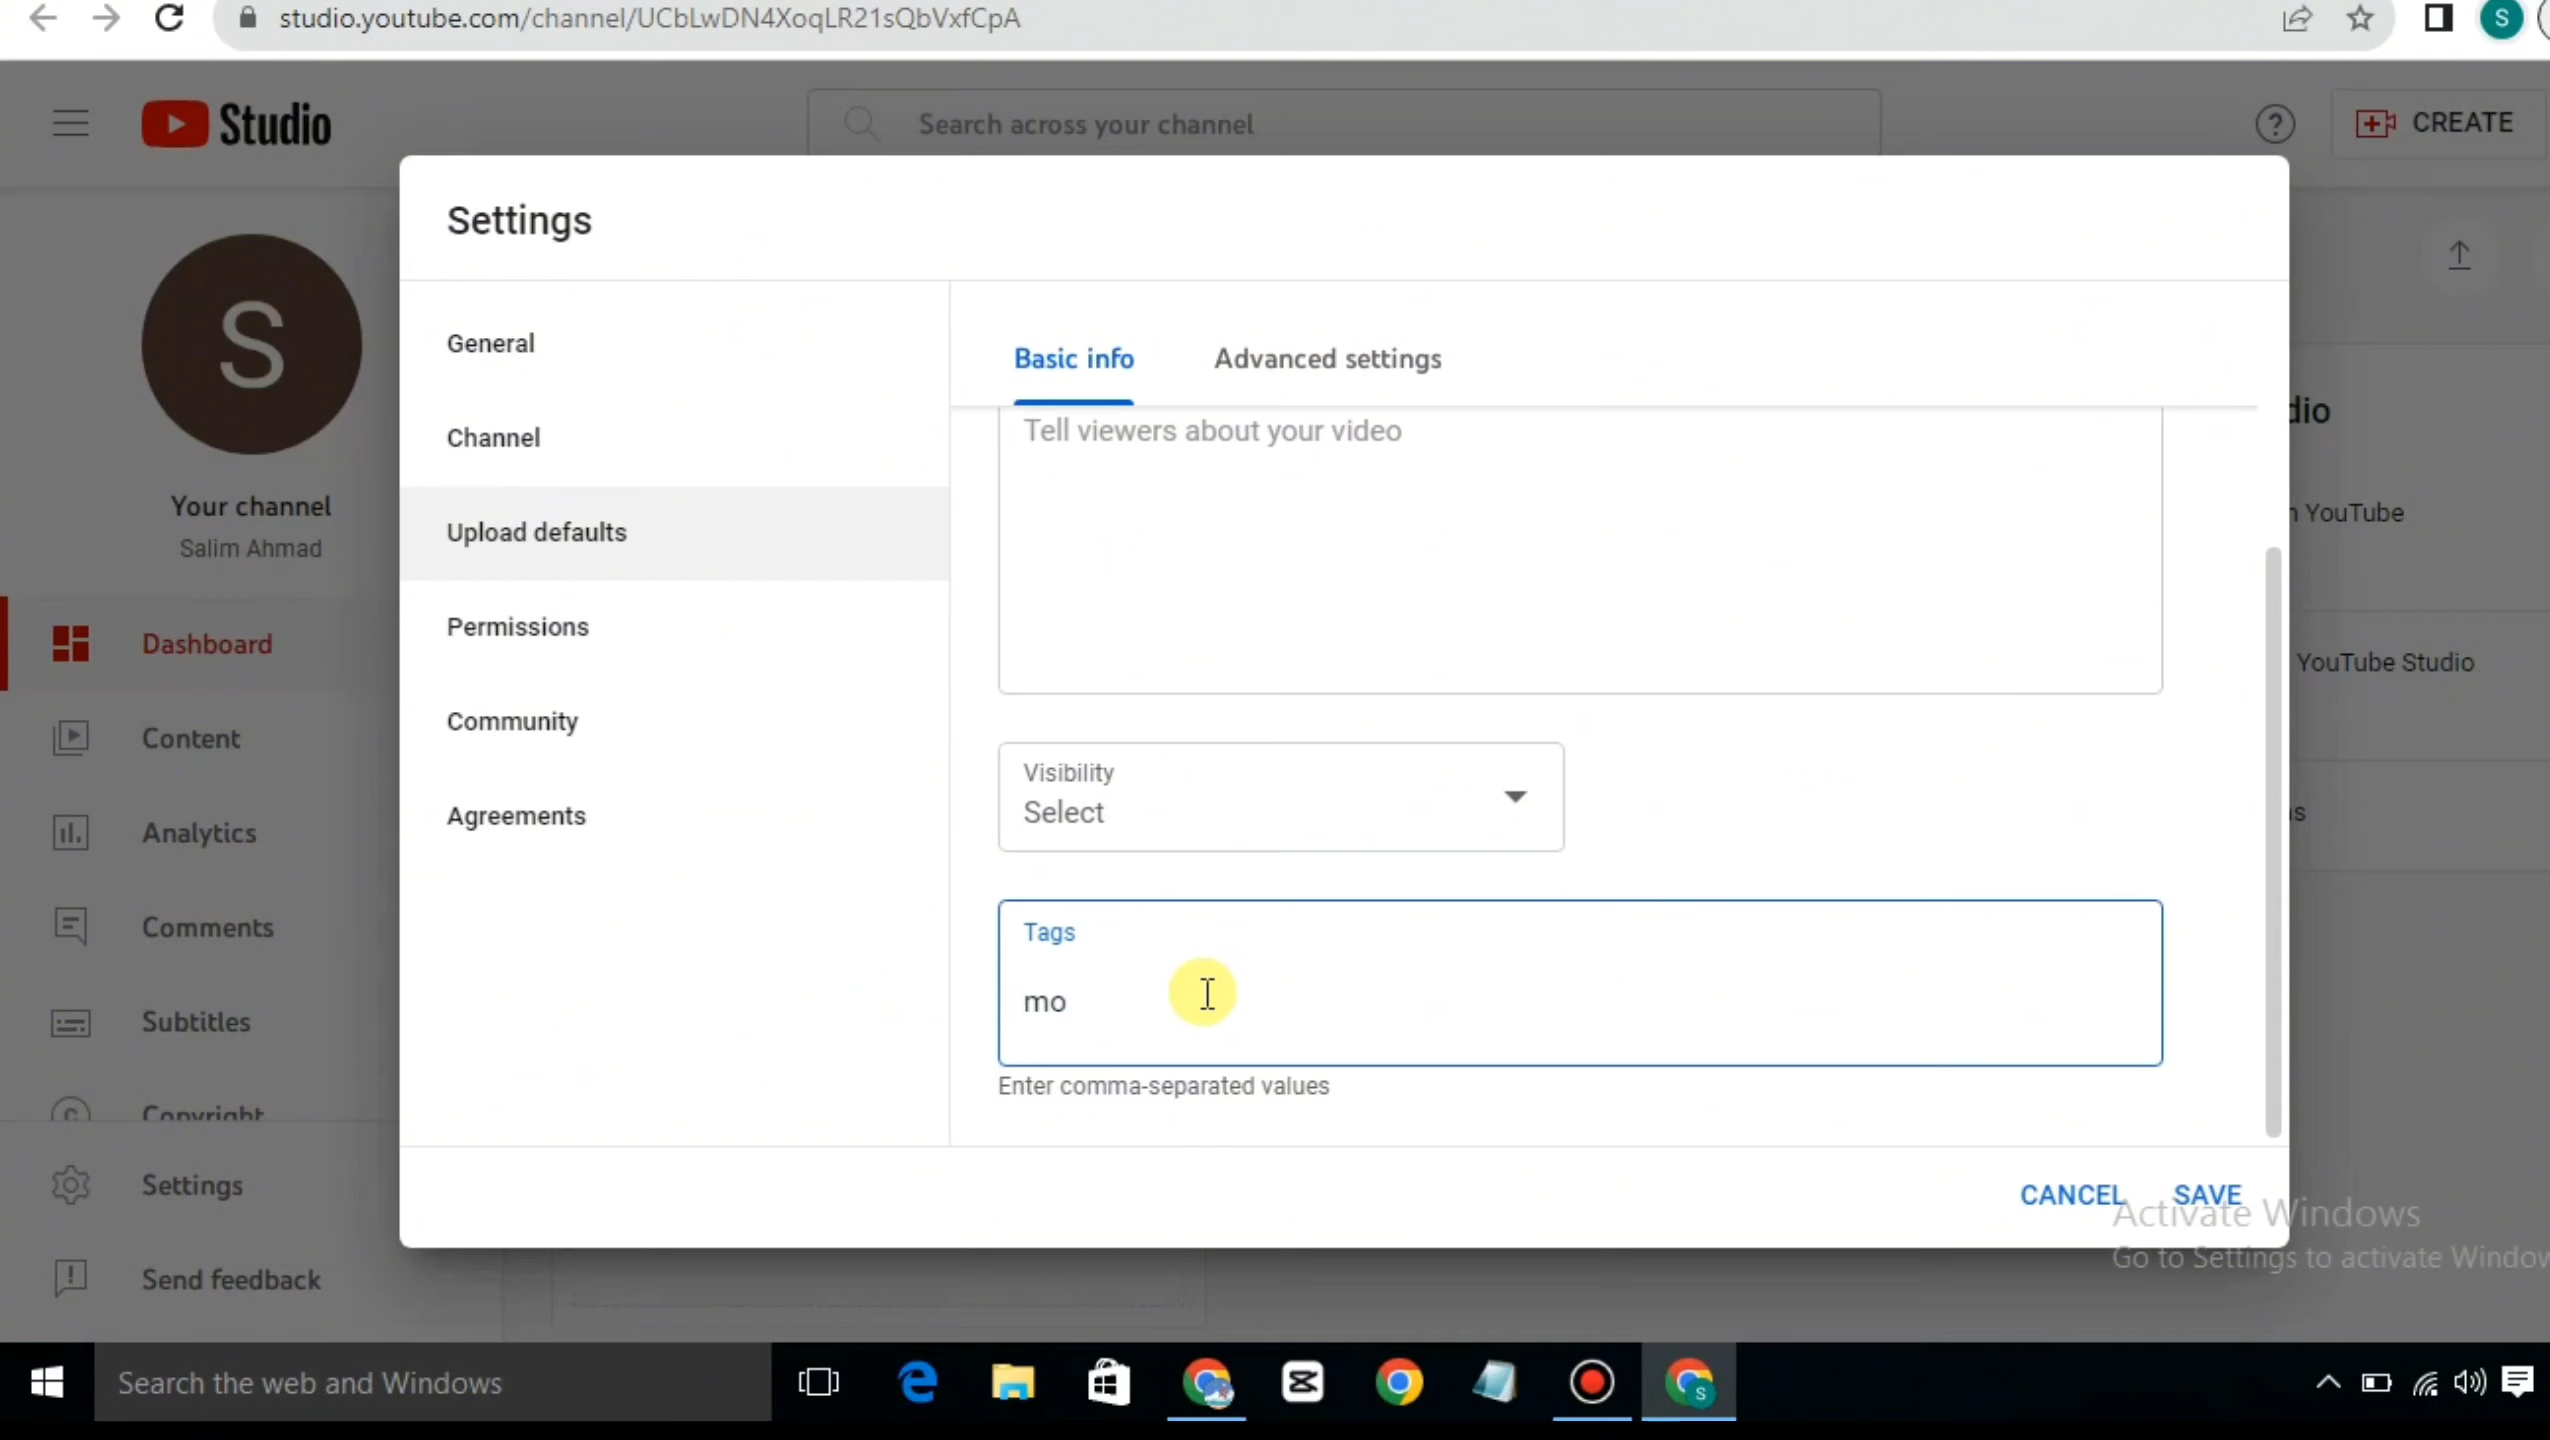 studio.youtube.com/channel/UCbLwDN4XoqLR21sQbVxfCpA
S
Studio
Search across your channel
?
CREATE
Settings
S
Your channel
Salim Ahmad
Dashboard
Content
Analytics
Comments
Subtitles
Copyright
Settings
Send feedback
General
Channel
Upload defaults
Permissions
Community
Agreements
Basic info
Advanced settings
Tell viewers about your video
Visibility
Select
Tags
mo
Enter comma-separated values
CANCEL
SAVE
dio
YouTube
YouTube Studio
Activate Windows
Go to Settings to activate Window
Search the web and Windows
S